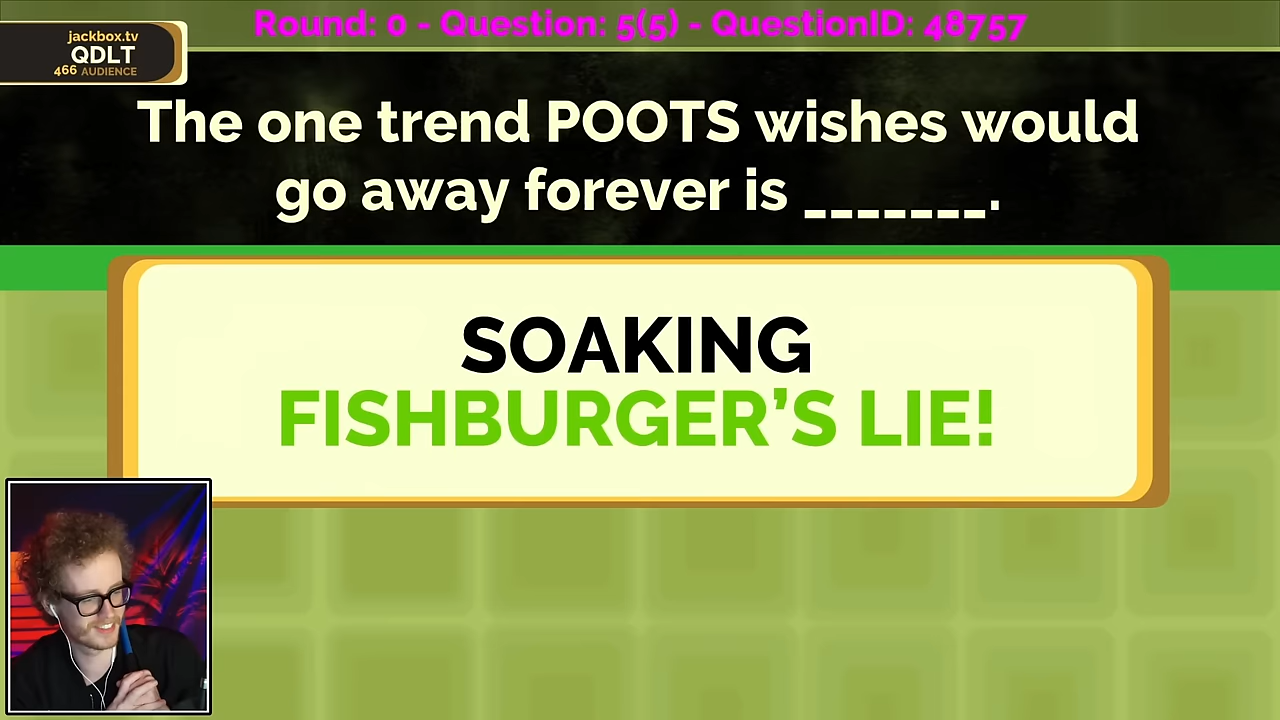 Round: 0 - Question: 5(5) - QuestionID: 48757
jackbox.tv
QDLT
466 AUDIENCE
The one trend POOTS wishes would
go away forever is _______.
SOAKING
FISHBURGER'S LIE!